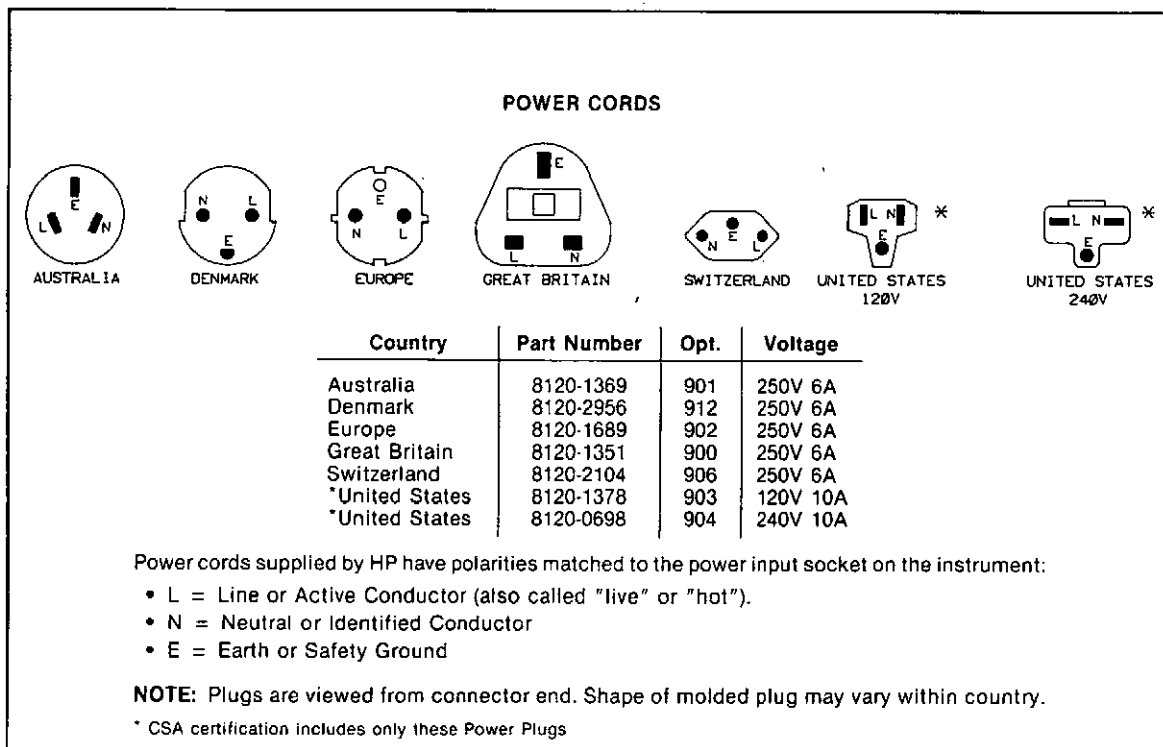 POWER CORDS
E
L
N
AUSTRALIA
N
L
E
DENMARK
E
N
L
EUROPE
E
L
N
GREAT BRITAIN
N
E
L
SWITZERLAND
L N
E
*
UNITED STATES
120V
L N
E
*
UNITED STATES
240V
Country Part Number Opt. Voltage
Australia 8120-1369 901 250V 6A
Denmark 8120-2956 912 250V 6A
Europe 8120-1689 902 250V 6A
Great Britain 8120-1351 900 250V 6A
Switzerland 8120-2104 906 250V 6A
*United States 8120-1378 903 120V 10A
*United States 8120-0698 904 240V 10A
Power cords supplied by HP have polarities matched to the power input socket on the instrument:
• L = Line or Active Conductor (also called "live" or "hot").
• N = Neutral or Identified Conductor
• E = Earth or Safety Ground
NOTE: Plugs are viewed from connector end. Shape of molded plug may vary within country.
* CSA certification includes only these Power Plugs